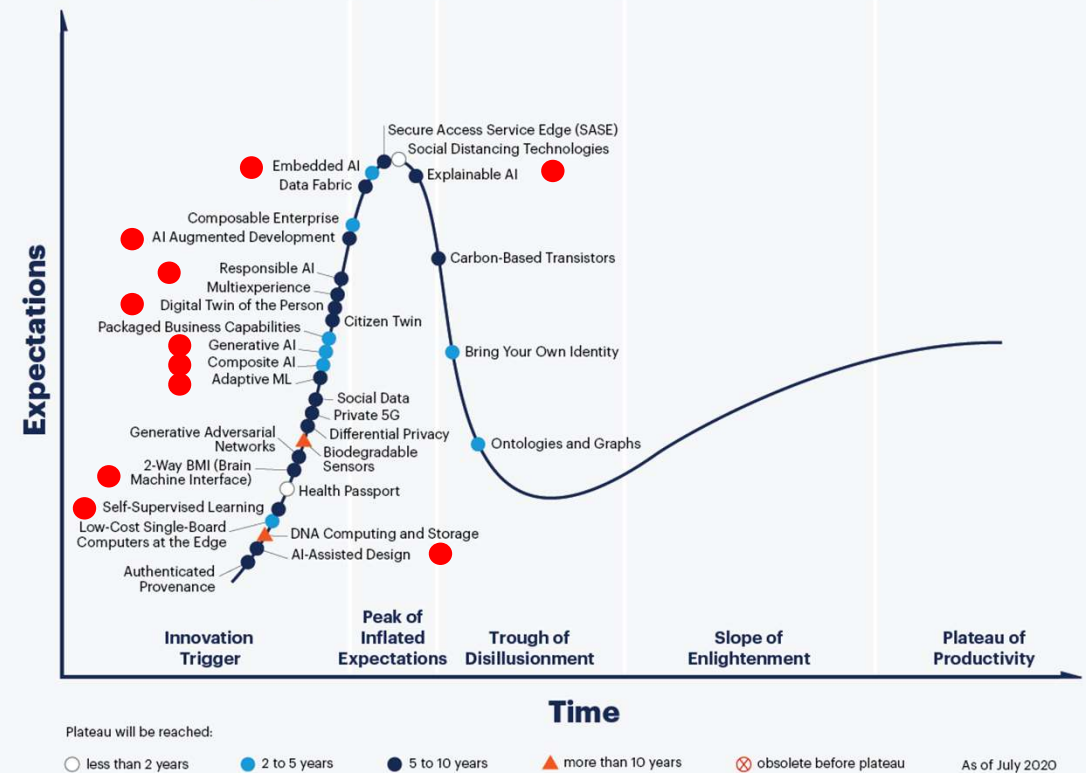 Expectations
Secure Access Service Edge (SASE)
Social Distancing Technologies
Embedded AI
Explainable AI
Data Fabric
Composable Enterprise
AI Augmented Development
Carbon-Based Transistors
Responsible AI
Multiexperience
Digital Twin of the Person
Citizen Twin
Packaged Business Capabilities
Generative AI
Bring Your Own Identity
Composite AI
Adaptive ML
Social Data
Private 5G
Generative Adversarial
Networks
Differential Privacy
Ontologies and Graphs
Biodegradable
Sensors
2-Way BMI (Brain
Machine Interface)
Health Passport
Self-Supervised Learning
Low-Cost Single-Board
Computers at the Edge
DNA Computing and Storage
AI-Assisted Design
Authenticated
Provenance
Innovation
Trigger
Peak of
Inflated
Expectations
Trough of
Disillusionment
Slope of
Enlightenment
Plateau of
Productivity
Time
Plateau will be reached:
less than 2 years
2 to 5 years
5 to 10 years
more than 10 years
obsolete before plateau
As of July 2020